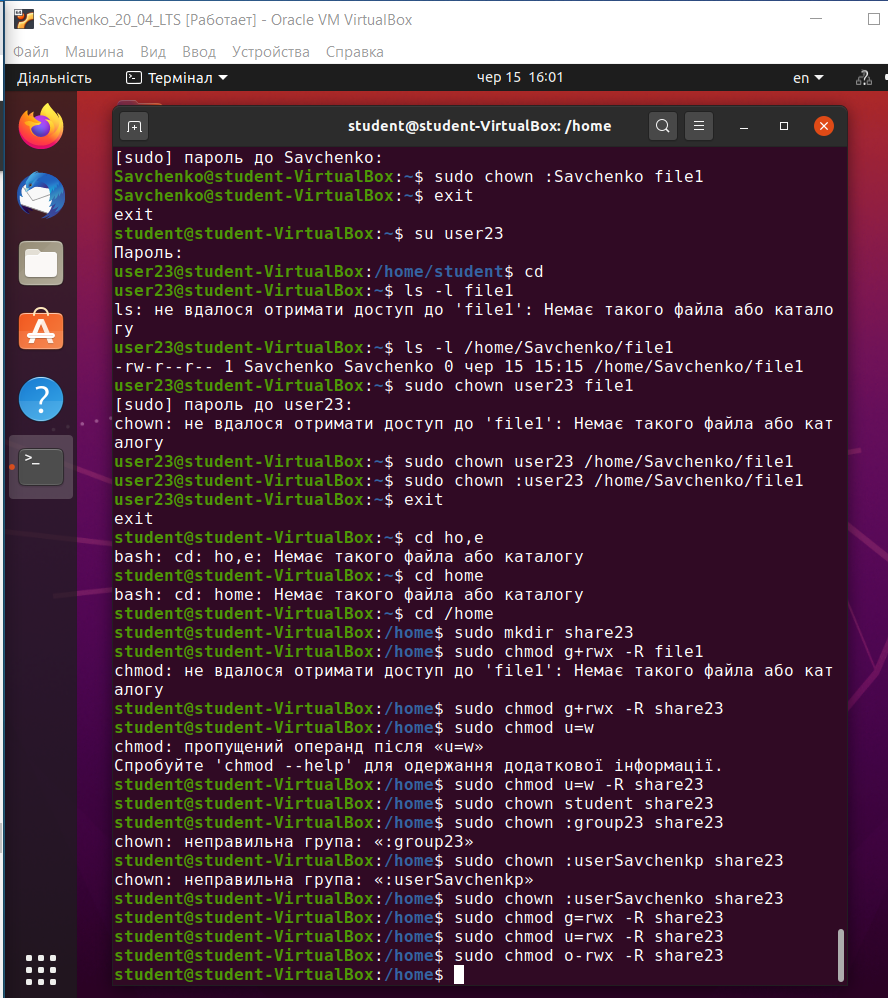 Savchenko_20_04_LTS [Работает] - Oracle VM VirtualBox
Файл Машина Вид Ввод Устройства Справка
Діяльність Термінал чер 15 16:01 en
student@student-VirtualBox: /home
[sudo] пароль до Savchenko:
Savchenko@student-VirtualBox:~$ sudo chown :Savchenko file1
Savchenko@student-VirtualBox:~$ exit
exit
student@student-VirtualBox:~$ su user23
Пароль:
user23@student-VirtualBox:/home/student$ cd
user23@student-VirtualBox:~$ ls -l file1
ls: не вдалося отримати доступ до 'file1': Немає такого файла або катало
гу
user23@student-VirtualBox:~$ ls -l /home/Savchenko/file1
-rw-r--r-- 1 Savchenko Savchenko 0 чер 15 15:15 /home/Savchenko/file1
user23@student-VirtualBox:~$ sudo chown user23 file1
[sudo] пароль до user23:
chown: не вдалося отримати доступ до 'file1': Немає такого файла або кат
алогу
user23@student-VirtualBox:~$ sudo chown user23 /home/Savchenko/file1
user23@student-VirtualBox:~$ sudo chown :user23 /home/Savchenko/file1
user23@student-VirtualBox:~$ exit
exit
student@student-VirtualBox:~$ cd ho,e
bash: cd: ho,e: Немає такого файла або каталогу
student@student-VirtualBox:~$ cd home
bash: cd: home: Немає такого файла або каталогу
student@student-VirtualBox:~$ cd /home
student@student-VirtualBox:/home$ sudo mkdir share23
student@student-VirtualBox:/home$ sudo chmod g+rwx -R file1
chmod: не вдалося отримати доступ до 'file1': Немає такого файла або кат
алогу
student@student-VirtualBox:/home$ sudo chmod g+rwx -R share23
student@student-VirtualBox:/home$ sudo chmod u=w
chmod: пропущений операнд після «u=w»
Спробуйте 'chmod --help' для одержання додаткової інформації.
student@student-VirtualBox:/home$ sudo chmod u=w -R share23
student@student-VirtualBox:/home$ sudo chown student share23
student@student-VirtualBox:/home$ sudo chown :group23 share23
chown: неправильна група: «:group23»
student@student-VirtualBox:/home$ sudo chown :userSavchenkp share23
chown: неправильна група: «:userSavchenkp»
student@student-VirtualBox:/home$ sudo chown :userSavchenko share23
student@student-VirtualBox:/home$ sudo chmod g=rwx -R share23
student@student-VirtualBox:/home$ sudo chmod u=rwx -R share23
student@student-VirtualBox:/home$ sudo chmod o-rwx -R share23
student@student-VirtualBox:/home$